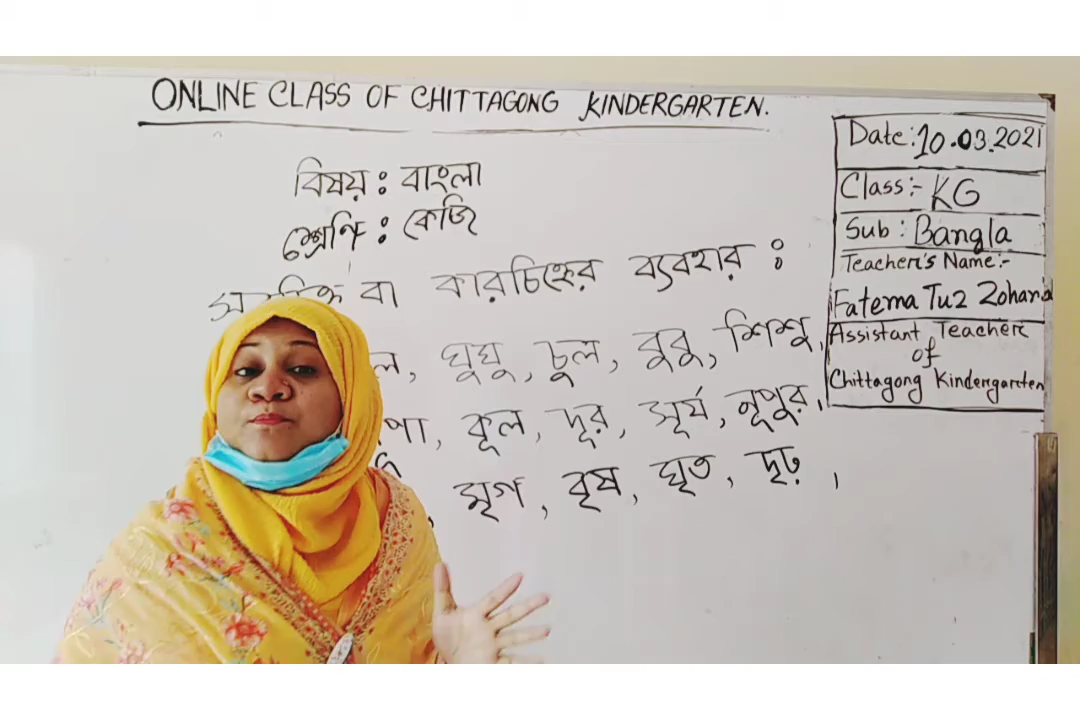 ONLINE CLASS OF CHITTAGONG KINDERGARTEN.
বিষয় : বাংলা
শ্রেণি : কেজি
বা কারচিহ্নের ব্যবহার :
ঘুঘু, চুল, বুবু, শিশু,
কূল, দূর, সূর্য, নূপুর,
মৃগ, বৃষ, ঘৃত, দৃঢ়,
Date: 10.03.2021
Class:- KG
Sub : Bangla
Teacher's Name:-
Fatema Tuz Zohara
Assistant Teacher
of
Chittagong Kindergarten